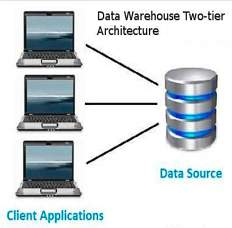 Data Warehouse Two-tier
Architecture
Data Source
Client Applications